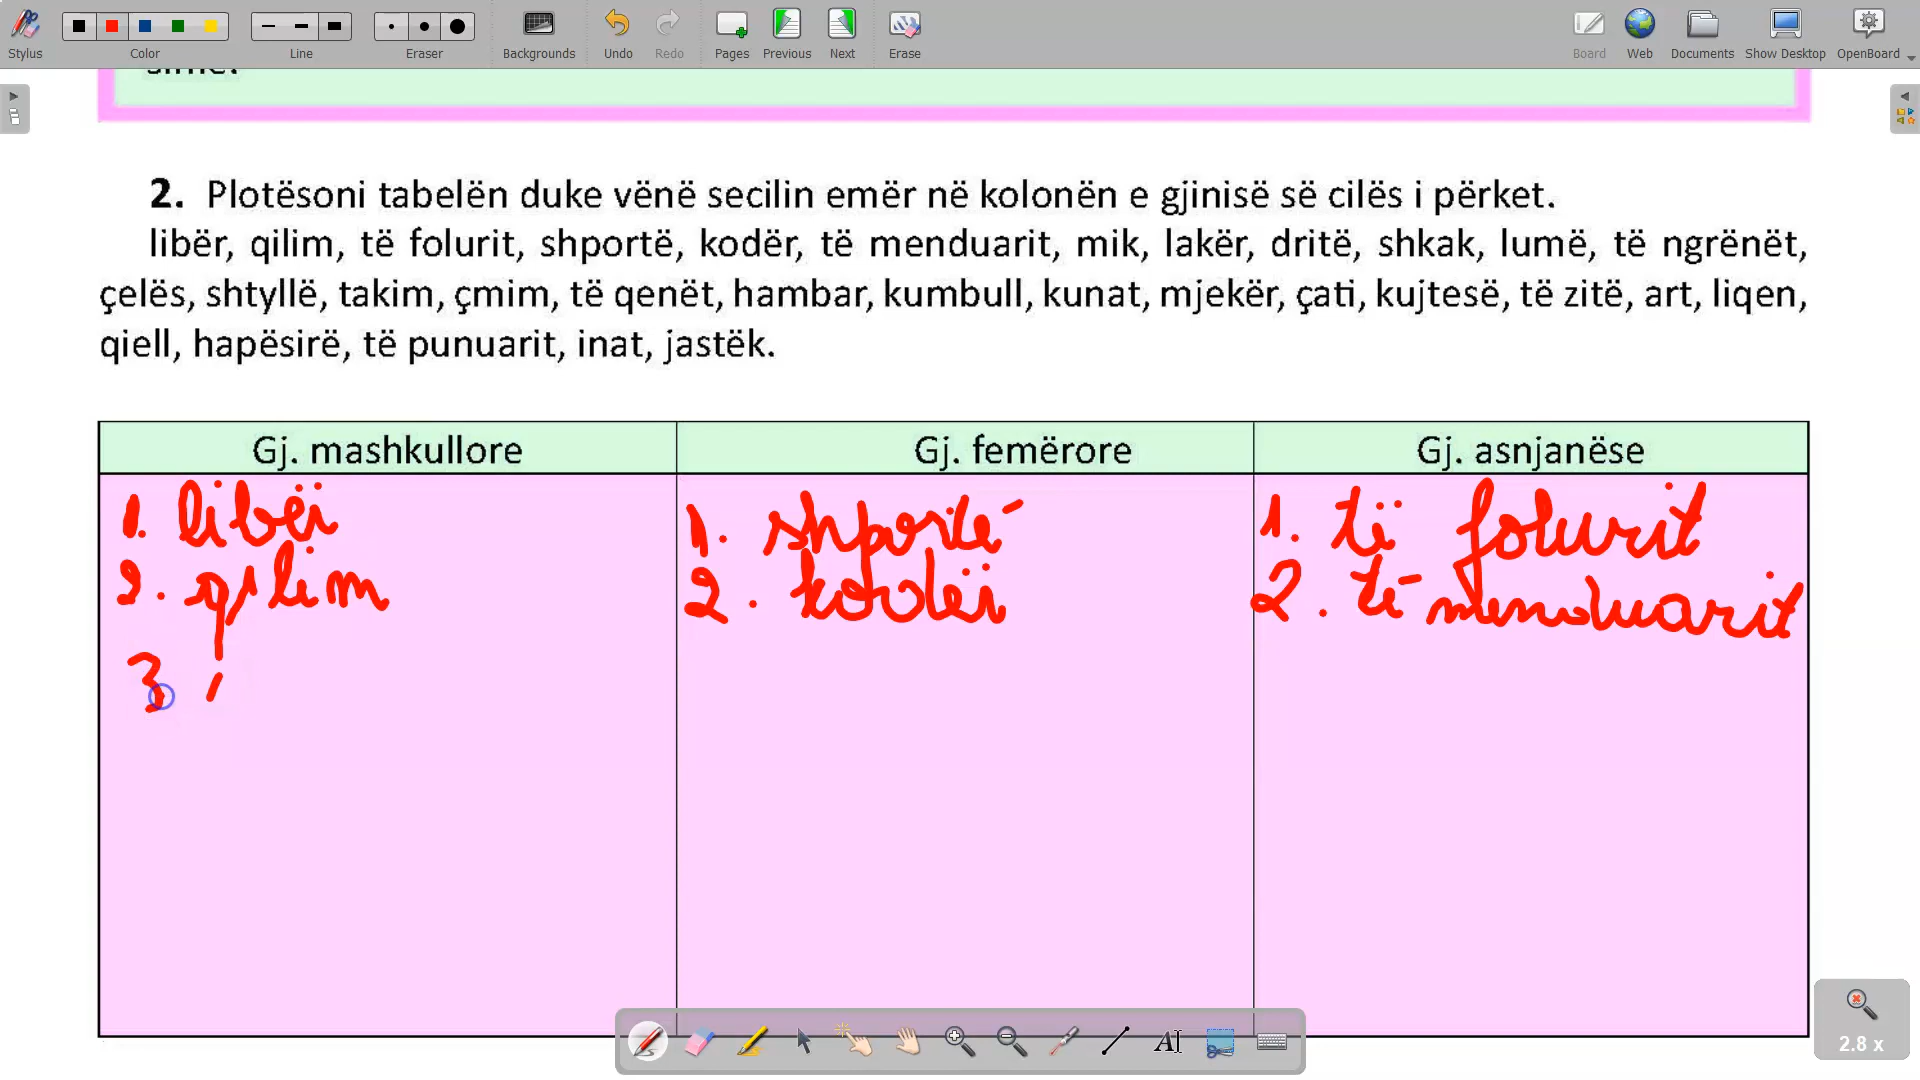 Stylus Color Line Eraser Backgrounds Undo Redo Pages Previous Next Erase Board Web Documents Show Desktop OpenBoard
2. Plotësoni tabelën duke vënë secilin emër në kolonën e gjinisë së cilës i përket.
libër, qilim, të folurit, shportë, kodër, të menduarit, mik, lakër, dritë, shkak, lumë, të ngrënët,
çelës, shtyllë, takim, çmim, të qenët, hambar, kumbull, kunat, mjekër, çati, kujtesë, të zitë, art, liqen,
qiell, hapësirë, të punuarit, inat, jastëk.
Gj. mashkullore Gj. femërore Gj. asnjanëse
1. libër 1. shportë 1. të folurit
2. qilim 2. kodër 2. të menduarit
3
2.8 x